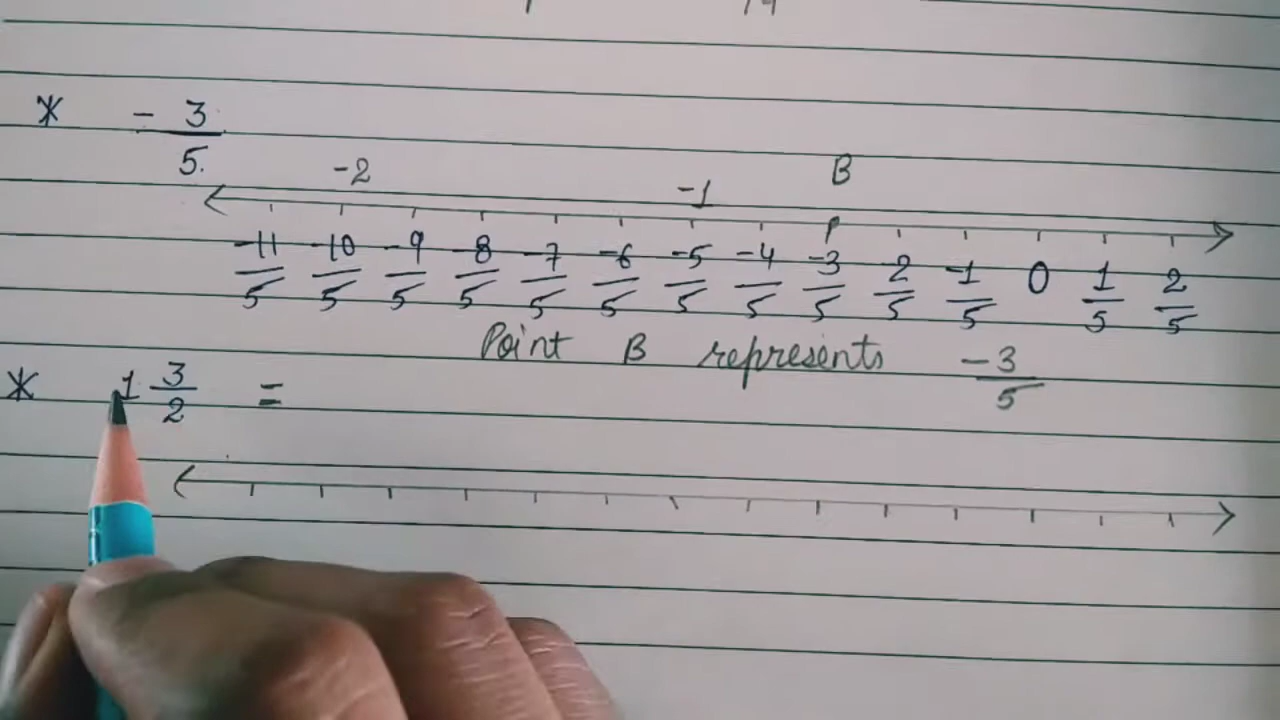 * -3/5.
-2 -1 B
P
-11/5 -10/5 -9/5 -8/5 -7/5 -6/5 -5/5 -4/5 -3/5 -2/5 -1/5 0 1/5 2/5
Point B represents -3/5
* 1 3/2 =